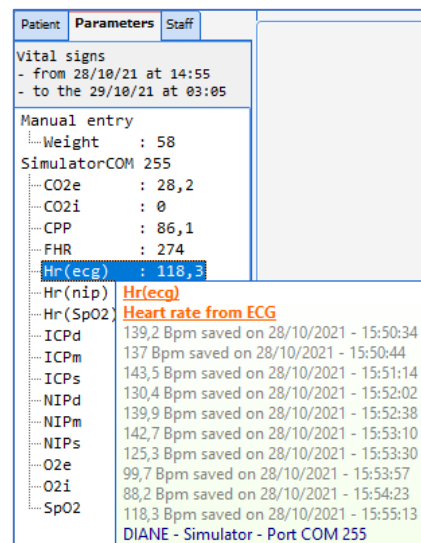 Patient Parameters Staff
Vital signs
- from 28/10/21 at 14:55
- to the 29/10/21 at 03:05
Manual entry
Weight : 58
SimulatorCOM 255
CO2e : 28,2
CO2i : 0
CPP : 86,1
FHR : 274
Hr(ecg) : 118,3
Hr(nip)
Hr(SpO2)
ICPd
ICPm
ICPs
NIPd
NIPm
NIPs
O2e
O2i
SpO2
Hr(ecg)
Heart rate from ECG
139,2 Bpm saved on 28/10/2021 - 15:50:34
137 Bpm saved on 28/10/2021 - 15:50:44
143,5 Bpm saved on 28/10/2021 - 15:51:14
130,4 Bpm saved on 28/10/2021 - 15:52:02
139,9 Bpm saved on 28/10/2021 - 15:52:38
142,7 Bpm saved on 28/10/2021 - 15:53:10
125,3 Bpm saved on 28/10/2021 - 15:53:30
99,7 Bpm saved on 28/10/2021 - 15:53:57
88,2 Bpm saved on 28/10/2021 - 15:54:23
118,3 Bpm saved on 28/10/2021 - 15:55:13
DIANE - Simulator - Port COM 255